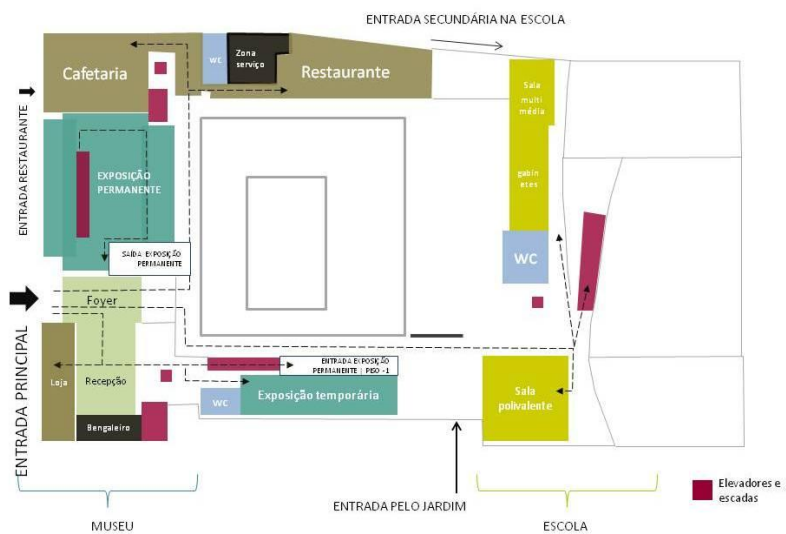 ENTRADA SECUNDÁRIA NA ESCOLA
WC
Zona
serviço
Cafetaria
Restaurante
Sala
multi
média
ENTRADA RESTAURANTE
EXPOSIÇÃO
PERMANENTE
gabin
etes
SAÍDA EXPOSIÇÃO
PERMANENTE
WC
Foyer
ENTRADA PRINCIPAL
Loja
Recepção
ENTRADA EXPOSIÇÃO
PERMANENTE | PISO -1
WC
Exposição temporária
Sala
polivalente
Bengaleiro
Elevadores e
escadas
ENTRADA PELO JARDIM
MUSEU
ESCOLA